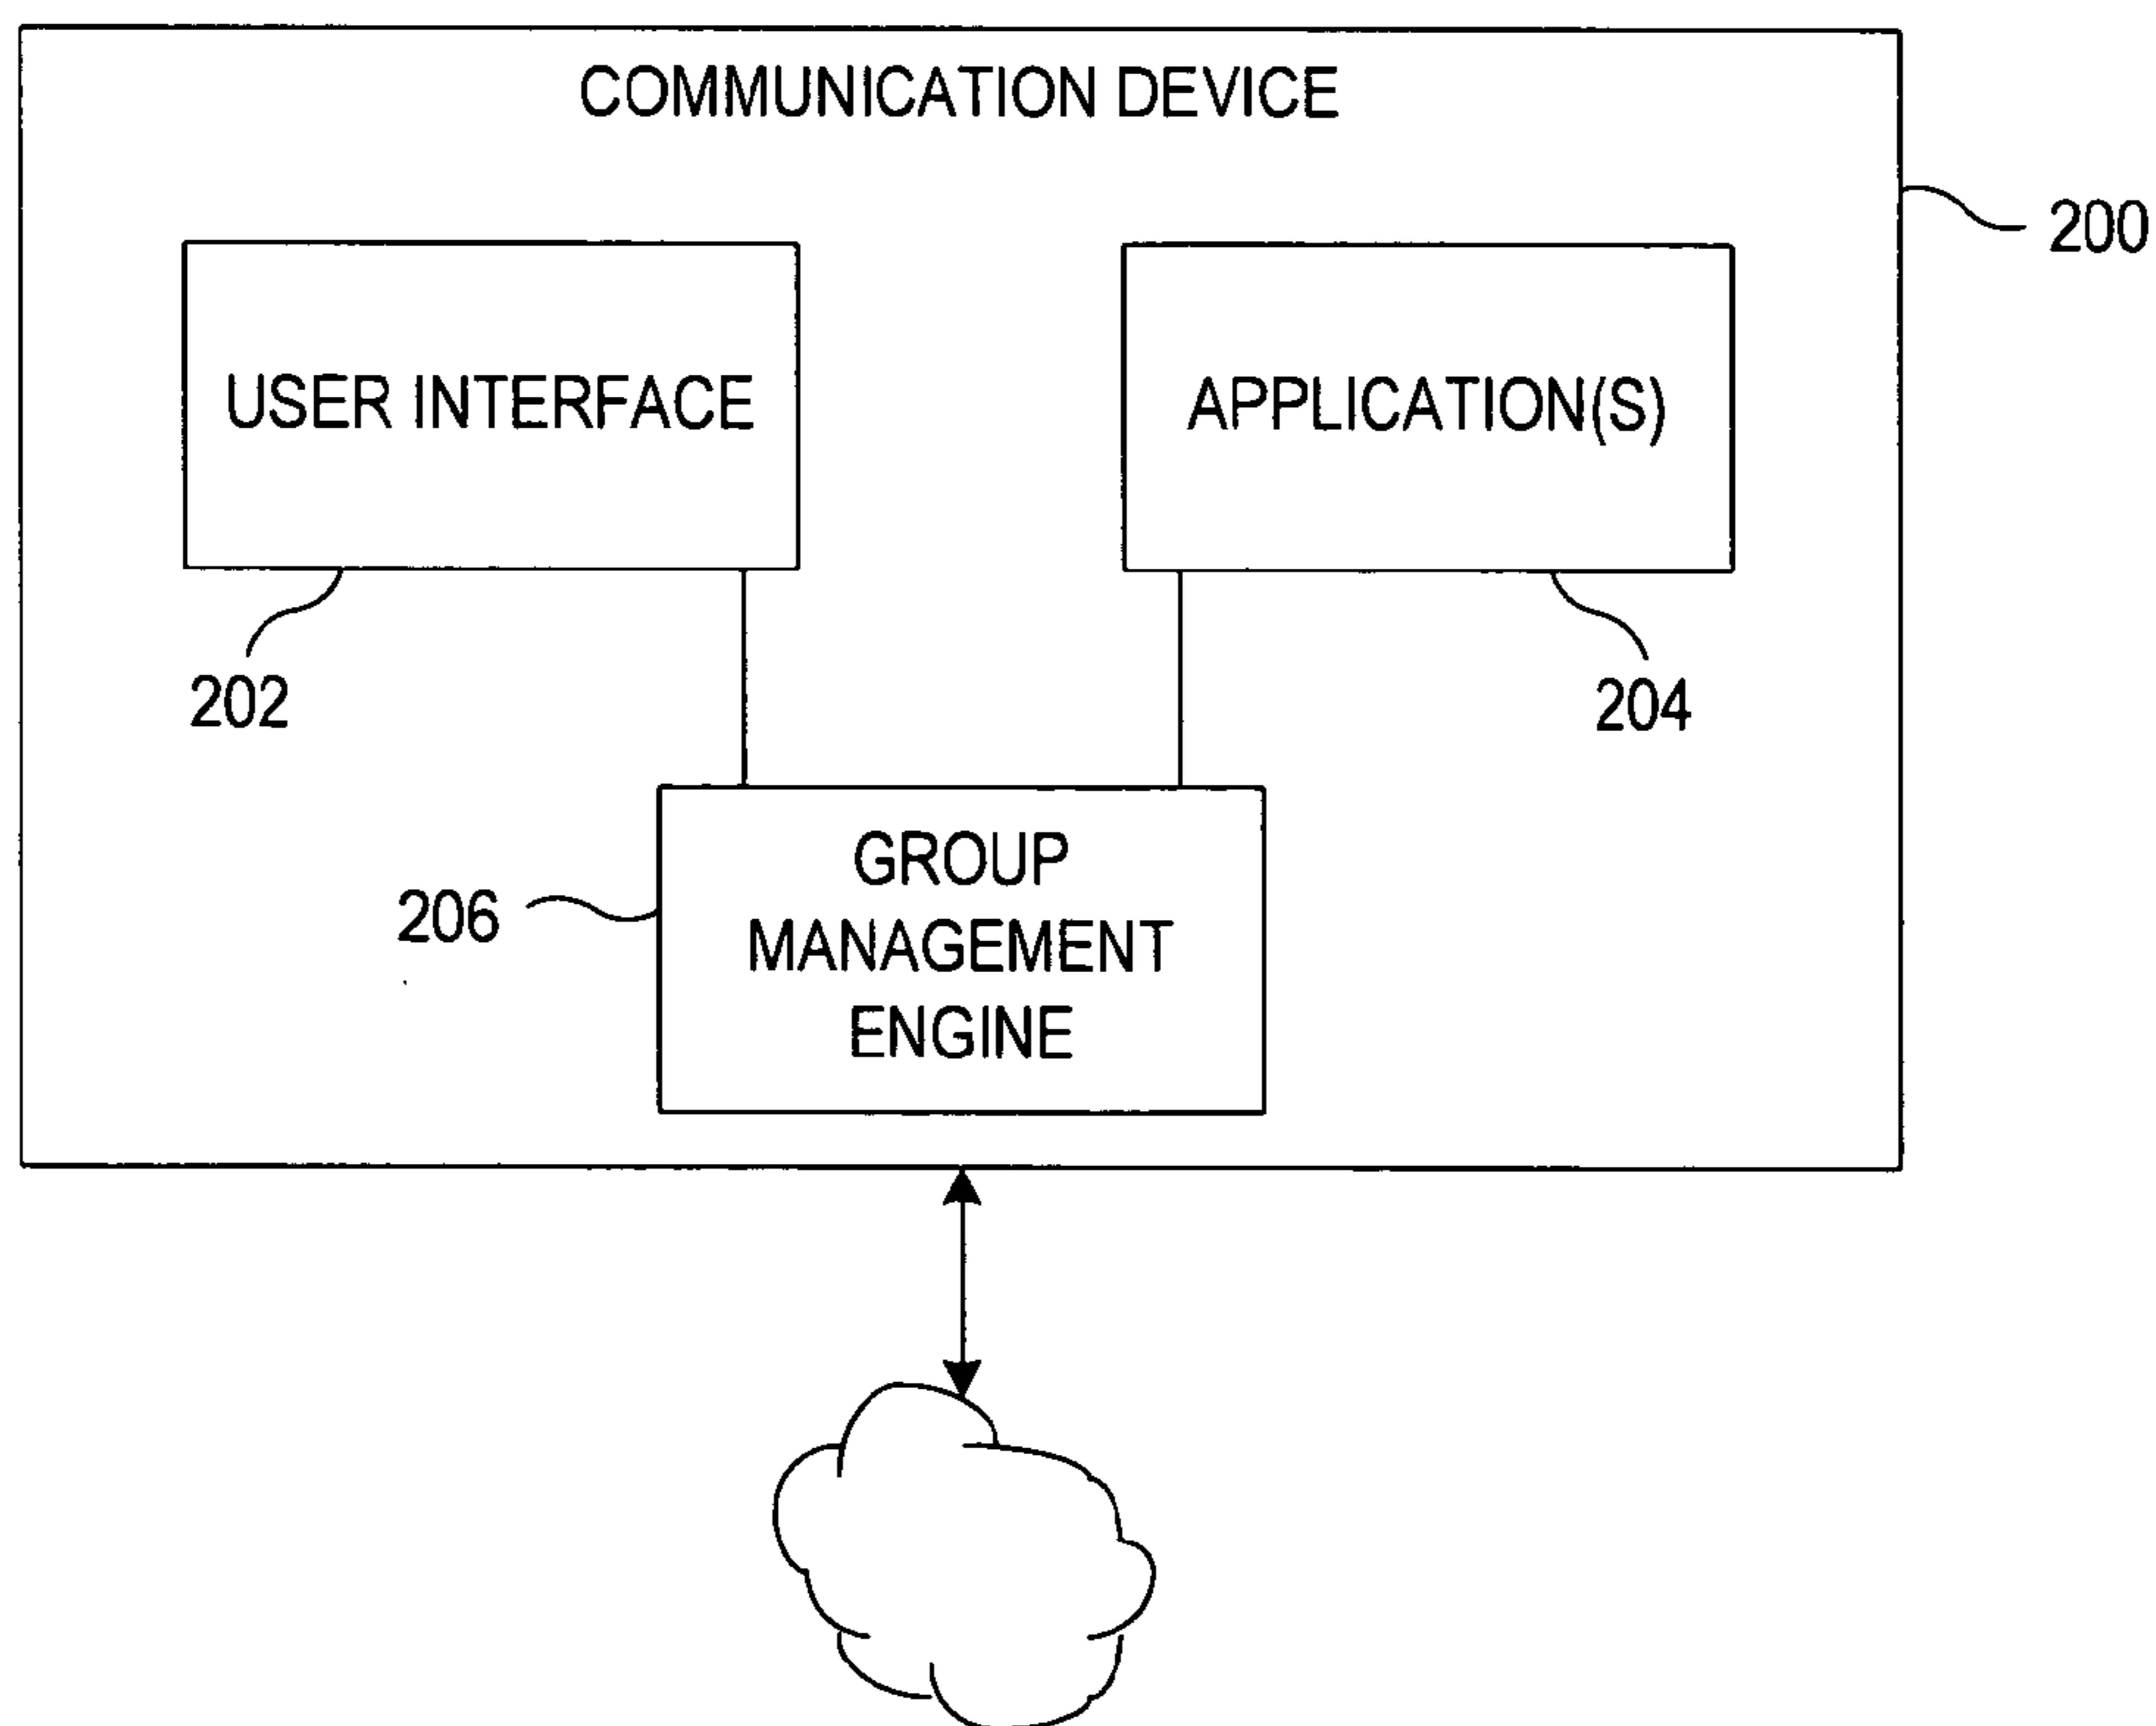 COMMUNICATION DEVICE
200
USER INTERFACE
APPLICATION(S)
202
204
206
GROUP
MANAGEMENT
ENGINE